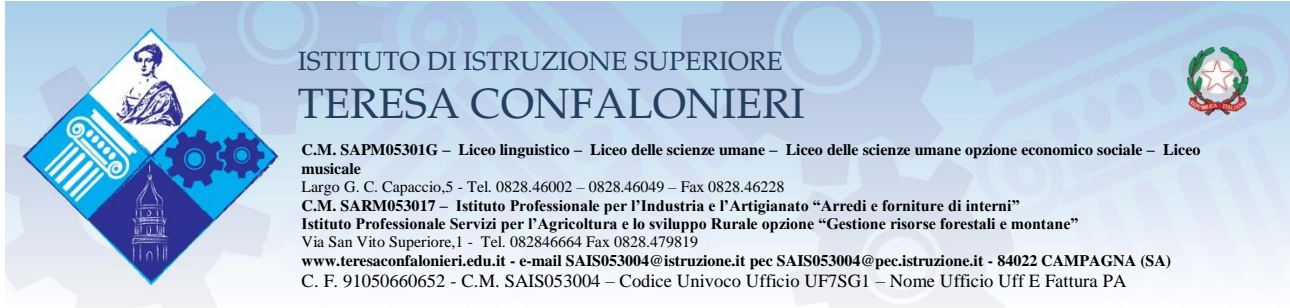 ISTITUTO DI ISTRUZIONE SUPERIORE
TERESA CONFALONIERI
C.M. SAPM05301G – Liceo linguistico – Liceo delle scienze umane – Liceo delle scienze umane opzione economico sociale – Liceo
musicale
Largo G. C. Capaccio,5 - Tel. 0828.46002 – 0828.46049 – Fax 0828.46228
C.M. SARM053017 – Istituto Professionale per l’Industria e l’Artigianato “Arredi e forniture di interni”
Istituto Professionale Servizi per l’Agricoltura e lo sviluppo Rurale opzione “Gestione risorse forestali e montane”
Via San Vito Superiore,1 - Tel. 082846664 Fax 0828.479819
www.teresaconfalonieri.edu.it - e-mail SAIS053004@istruzione.it pec SAIS053004@pec.istruzione.it - 84022 CAMPAGNA (SA)
C. F. 91050660652 - C.M. SAIS053004 – Codice Univoco Ufficio UF7SG1 – Nome Ufficio Uff E Fattura PA